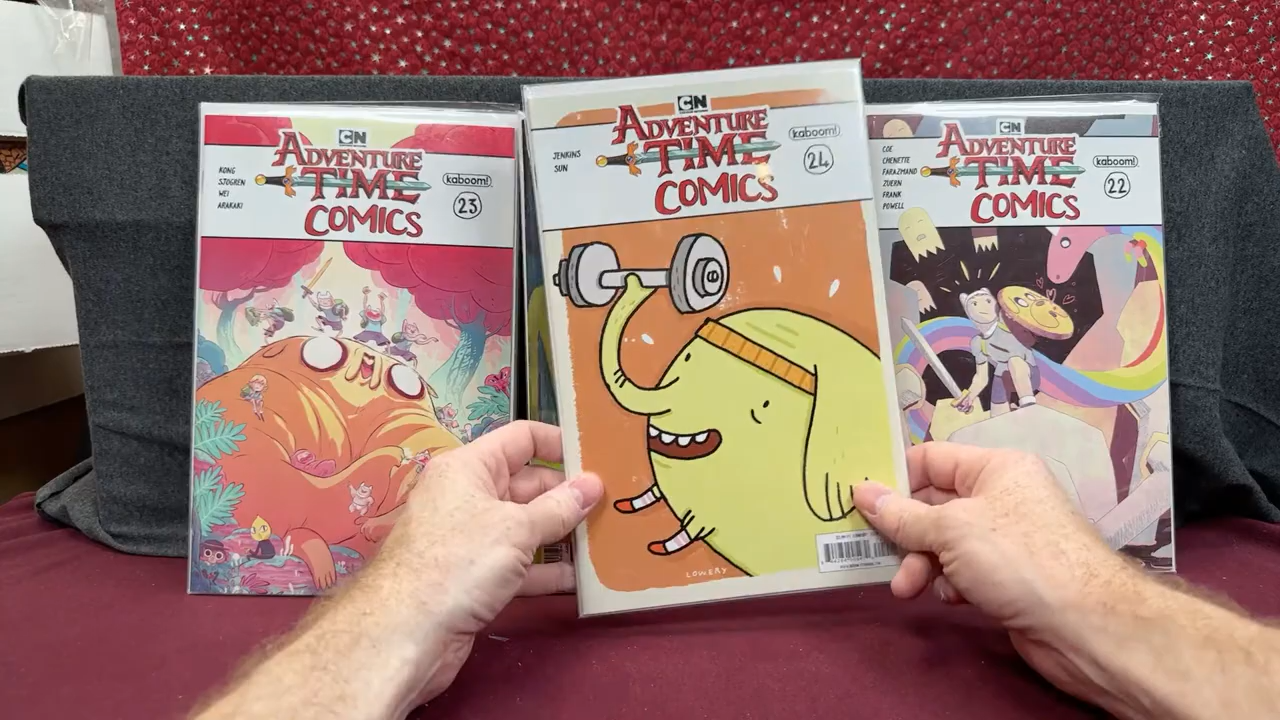 CN
ADVENTURE
TIME
COMICS
KONG
SJOGREN
WEI
ARAKAKI
kaboom!
23
CN
ADVENTURE
TIME
COMICS
JENKINS
SUN
kaboom!
24
LOWERY
CN
ADVENTURE
TIME
COMICS
COE
CHENETTE
FARAZMAND
ZUERN
FRANK
POWELL
kaboom!
22